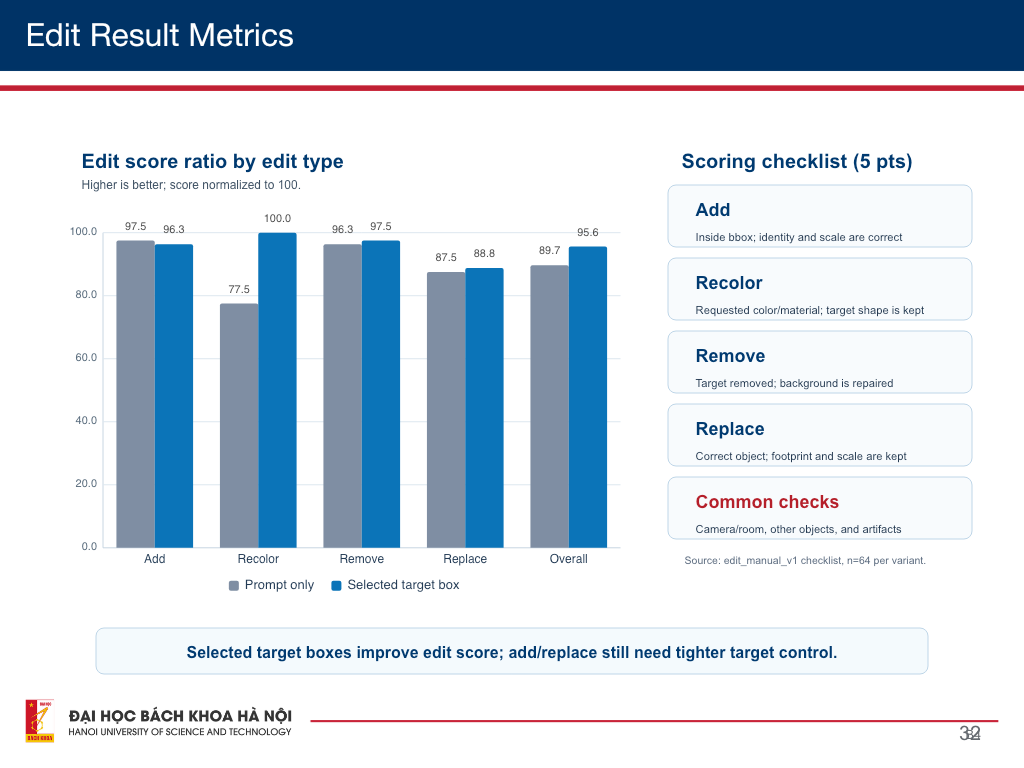 Edit Result Metrics
Edit score ratio by edit type
Higher is better; score normalized to 100.
100.0
80.0
60.0
40.0
20.0
0.0
97.5
96.3
77.5
100.0
96.3
97.5
87.5
88.8
89.7
95.6
Add
Recolor
Remove
Replace
Overall
Prompt only
Selected target box
Scoring checklist (5 pts)
Add
Inside bbox; identity and scale are correct
Recolor
Requested color/material; target shape is kept
Remove
Target removed; background is repaired
Replace
Correct object; footprint and scale are kept
Common checks
Camera/room, other objects, and artifacts
Source: edit_manual_v1 checklist, n=64 per variant.
Selected target boxes improve edit score; add/replace still need tighter target control.
BÁCH KHOA
ĐẠI HỌC BÁCH KHOA HÀ NỘI
HANOI UNIVERSITY OF SCIENCE AND TECHNOLOGY
32